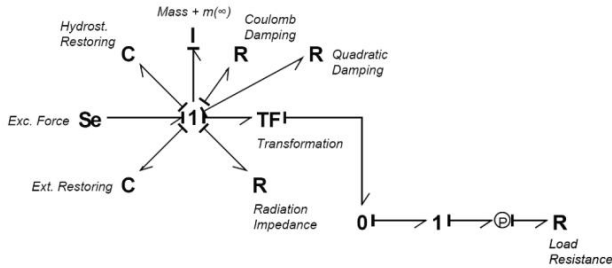 Mass + m(∞)
Hydrost.
Restoring
I
Coulomb
Damping
C
R
R
Quadratic
Damping
Exc. Force
Se
1
TF
Transformation
Ext. Restoring
C
R
Radiation
Impedance
0
1
P
R
Load
Resistance